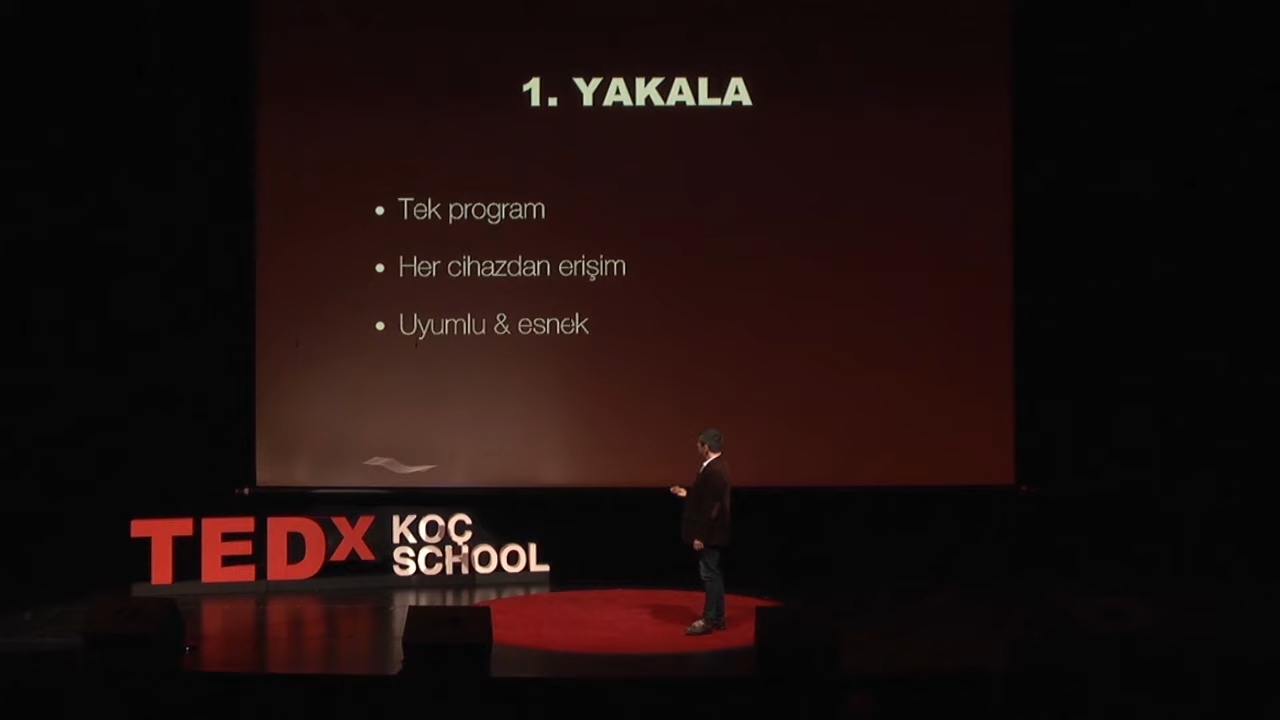 1. YAKALA
• Tek program
• Her cihazdan erişim
• Uyumlu & esnek
TEDx KOÇ
SCHOOL